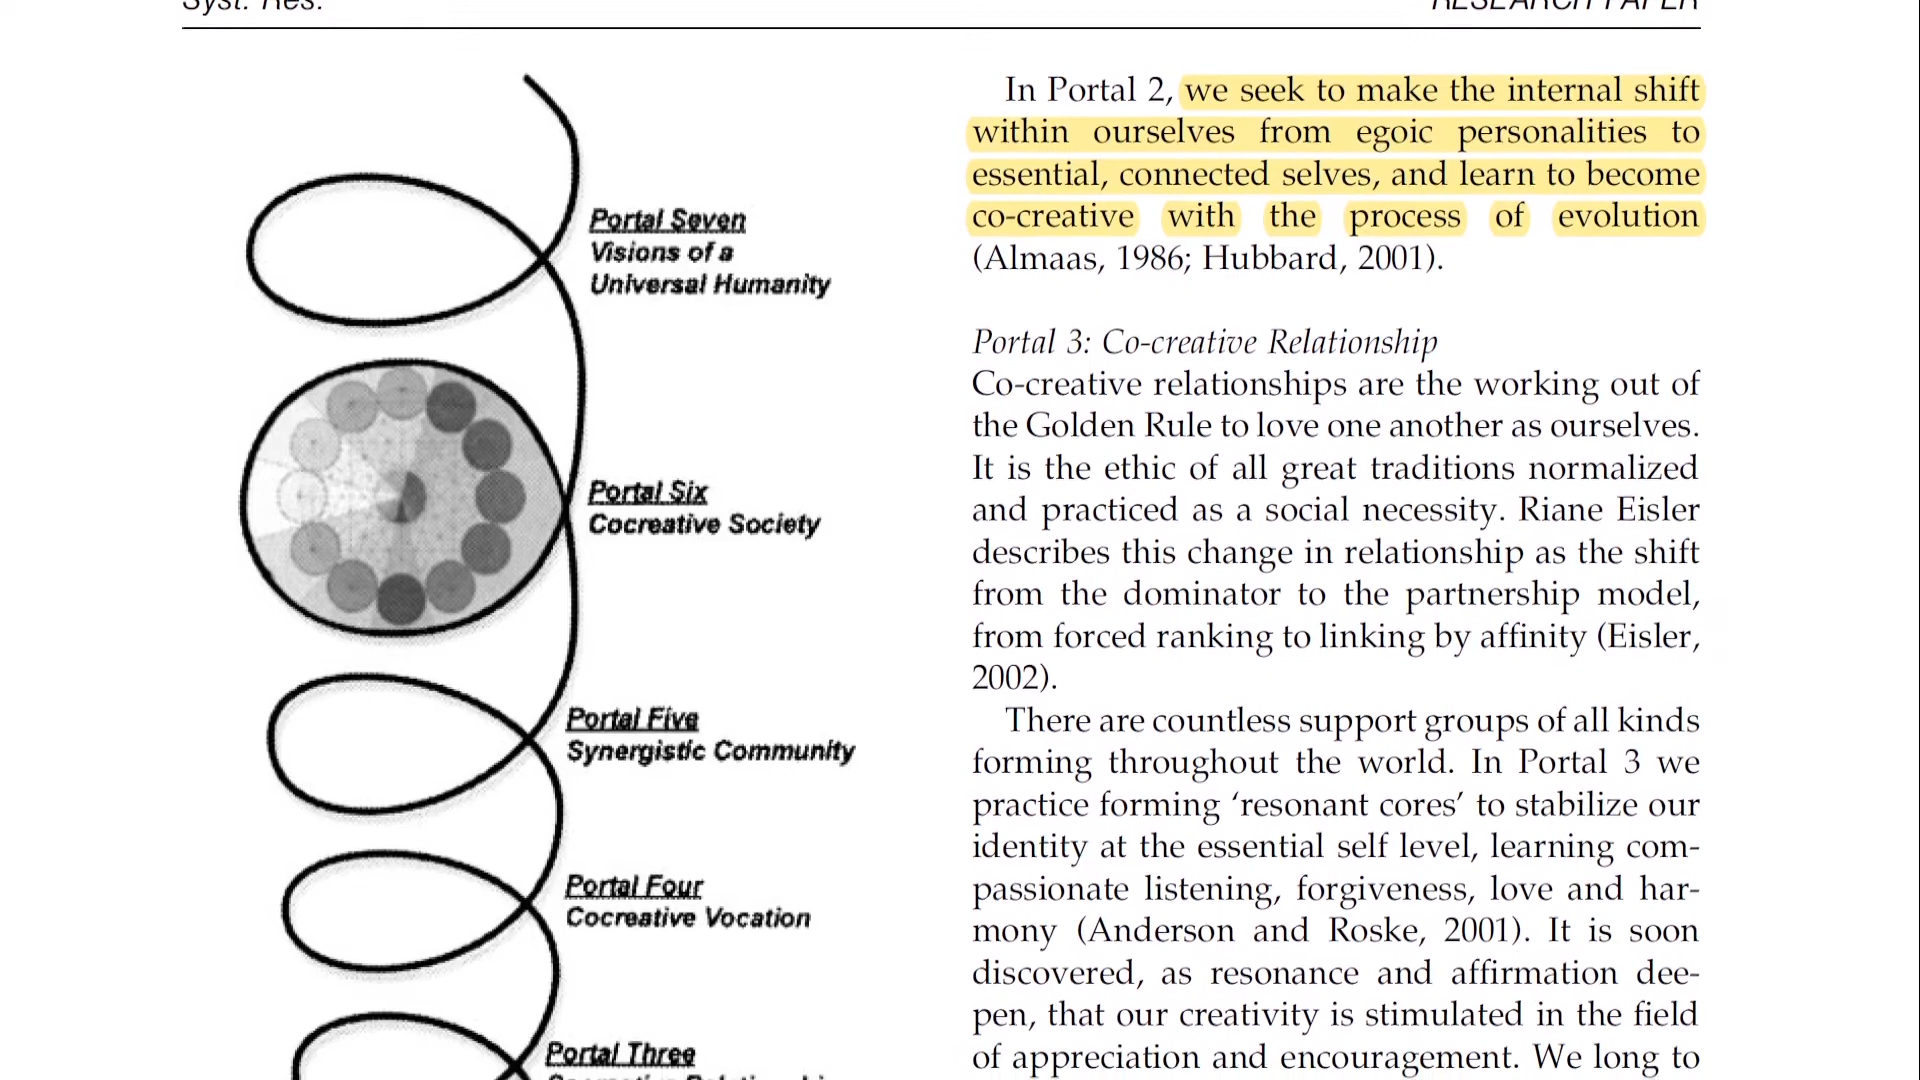 Syst. Res.
RESEARCH PAPER
Portal Seven
Visions of a
Universal Humanity
Portal Six
Cocreative Society
Portal Five
Synergistic Community
Portal Four
Cocreative Vocation
Portal Three
In Portal 2, we seek to make the internal shift
within ourselves from egoic personalities to
essential, connected selves, and learn to become
co-creative with the process of evolution
(Almaas, 1986; Hubbard, 2001).
Portal 3: Co-creative Relationship
Co-creative relationships are the working out of
the Golden Rule to love one another as ourselves.
It is the ethic of all great traditions normalized
and practiced as a social necessity. Riane Eisler
describes this change in relationship as the shift
from the dominator to the partnership model,
from forced ranking to linking by affinity (Eisler,
2002).
There are countless support groups of all kinds
forming throughout the world. In Portal 3 we
practice forming ‘resonant cores’ to stabilize our
identity at the essential self level, learning com-
passionate listening, forgiveness, love and har-
mony (Anderson and Roske, 2001). It is soon
discovered, as resonance and affirmation dee-
pen, that our creativity is stimulated in the field
of appreciation and encouragement. We long to